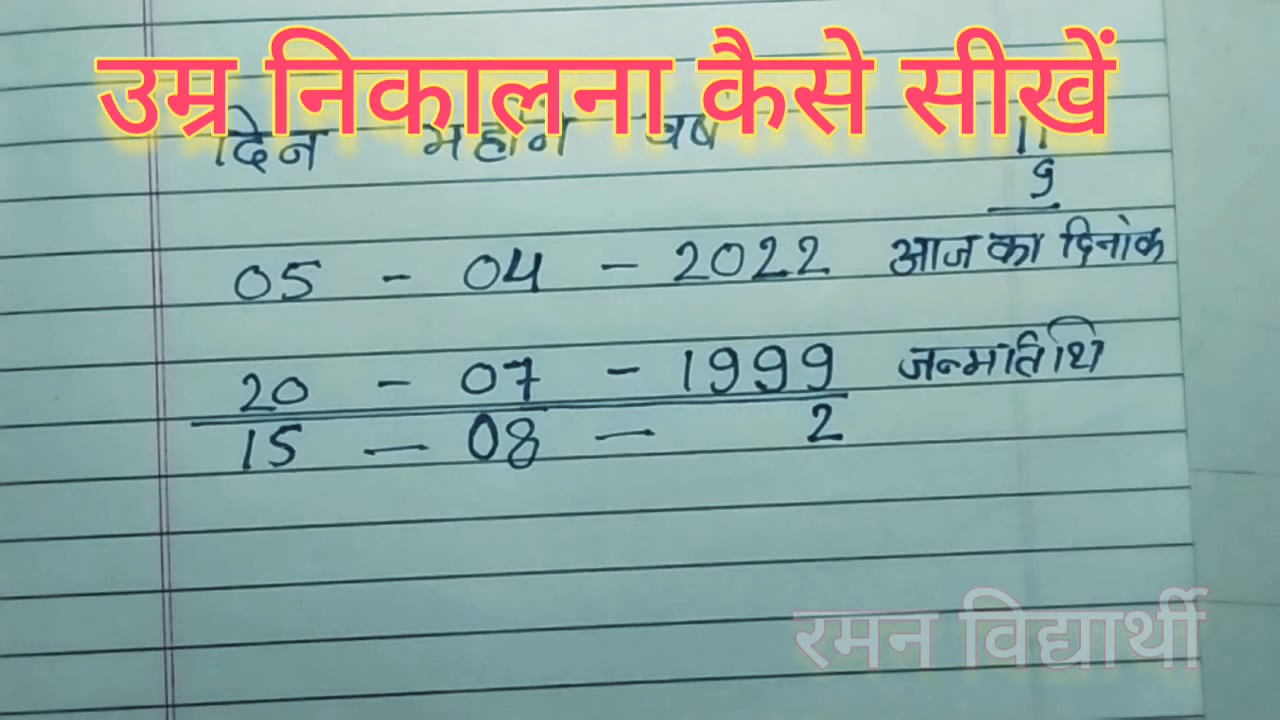 उम्र निकालना कैसे सीखें
दिन महीने वर्ष
11
9
05 - 04 - 2022 आज का दिनांक
20 - 07 - 1999 जन्मतिथि
15 - 08 - 2
रमन विद्यार्थी